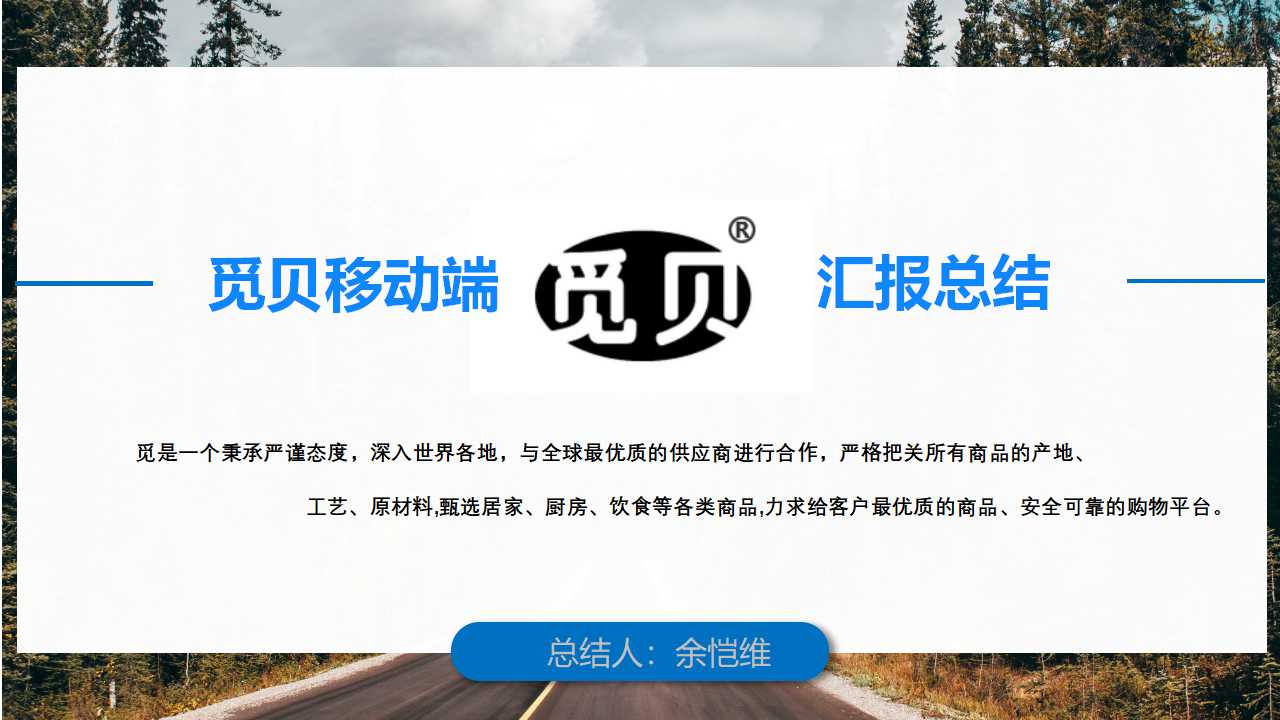 觅贝移动端
觅贝®
汇报总结
觅是一个秉承严谨态度，深入世界各地，与全球最优质的供应商进行合作，严格把关所有商品的产地、
工艺、原材料,甄选居家、厨房、饮食等各类商品,力求给客户最优质的商品、安全可靠的购物平台。
总结人：余恺维